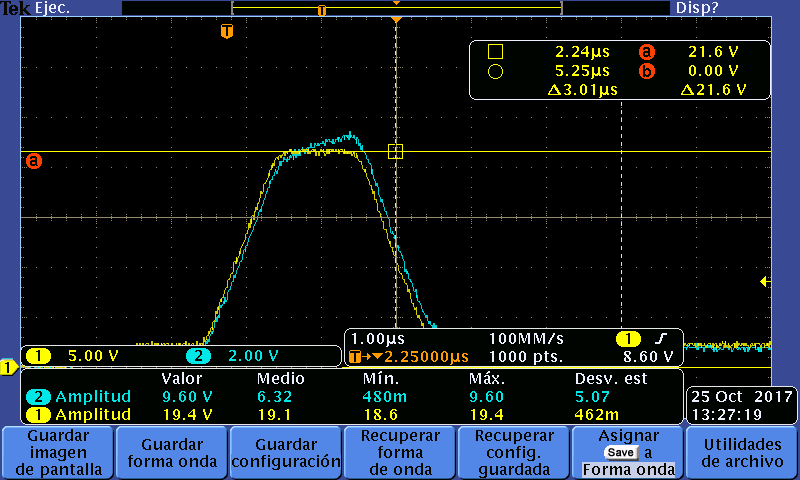 Tek Ejec. Disp?
T
T
2.24µs a 21.6 V
5.25µs b 0.00 V
Δ3.01µs Δ21.6 V
a
1 5.00 V 2 2.00 V
1.00µs 100MM/s 1
T→▼2.25000µs 1000 pts. 8.60 V
1
Valor Medio Mín. Máx. Desv. est
2 Amplitud 9.60 V 6.32 480m 9.60 5.07
1 Amplitud 19.4 V 19.1 18.6 19.4 462m
25 Oct 2017
13:27:19
Guardar
imagen
de pantalla
Guardar
forma onda
Guardar
configuración
Recuperar
forma
de onda
Recuperar
config.
guardada
Asignar
Save a
Forma onda
Utilidades
de archivo